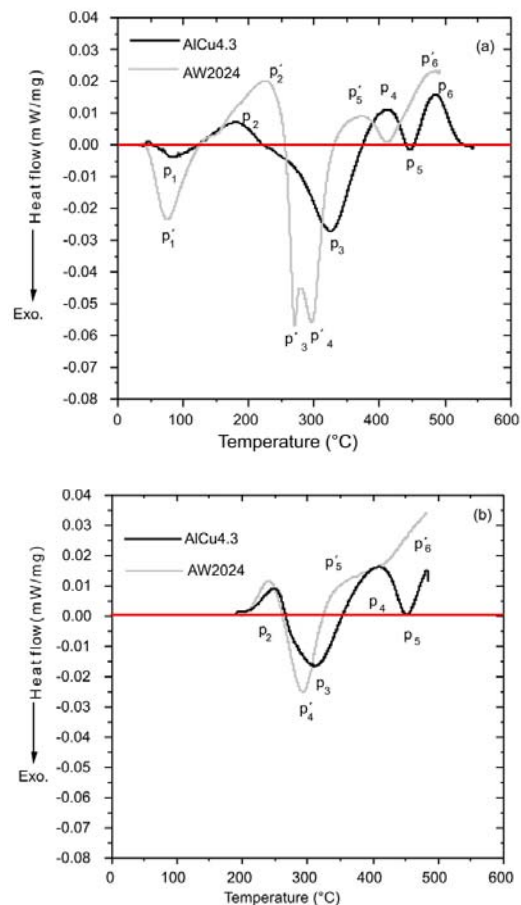 0.04
(a)
AlCu4.3
0.03
AW2024
p´2
p´6
0.02
p´5
p4
p6
0.01
p2
0.00
p1
p5
-0.01
-0.02
p´1
p3
-0.03
-0.04
-0.05
-0.06
p´3 p´4
-0.07
-0.08
Heat flow (mW/mg)
Exo.
0 100 200 300 400 500 600
Temperature (°C)
0.04
(b)
AlCu4.3
0.03
AW2024
p´6
0.02
p´5
p4
0.01
0.00
p2
p5
-0.01
-0.02
p3
p´4
-0.03
-0.04
-0.05
-0.06
-0.07
-0.08
Heat flow (mW/mg)
Exo.
0 100 200 300 400 500 600
Temperature (°C)